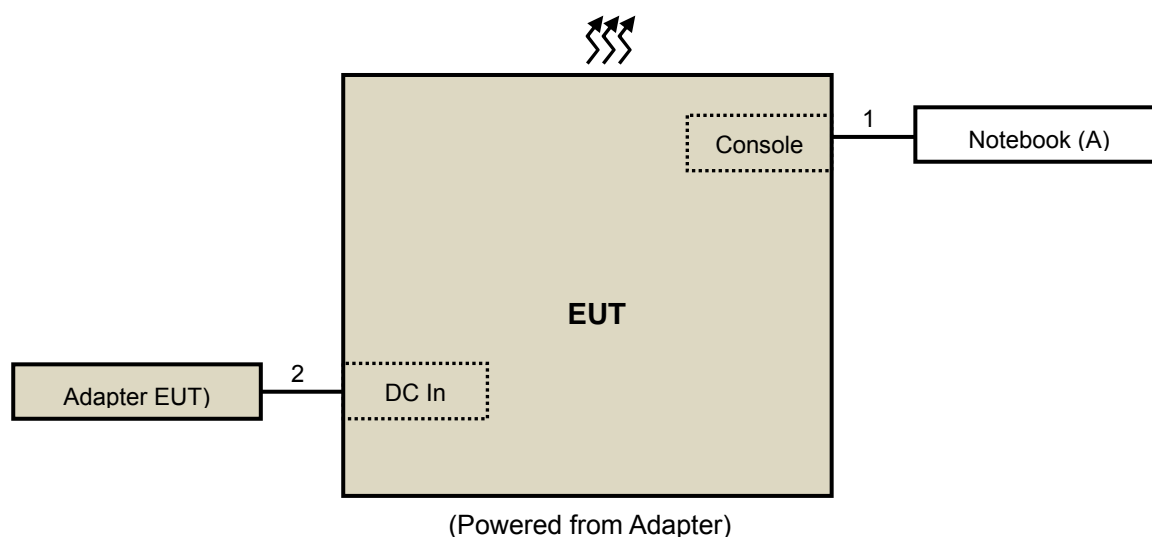 1
Console
Notebook (A)
EUT
2
Adapter EUT)
DC In
(Powered from Adapter)